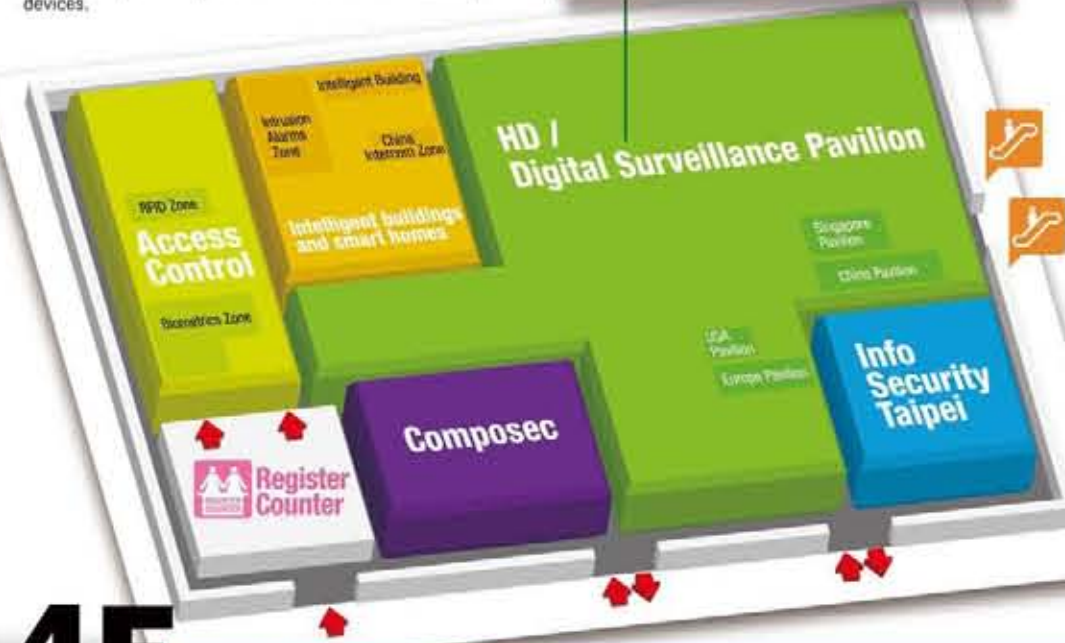 devices.
Intelligent Building
Intrusion
Alarms
Zone
China
Intercom Zone
HD /
Digital Surveillance Pavilion
RFID Zone
Access
Control
Intelligent buildings
and smart homes
Singapore
Pavilion
China Pavilion
Biometrics Zone
USA
Pavilion
Europe Pavilion
Info
Security
Taipei
Composec
Register
Counter
4F